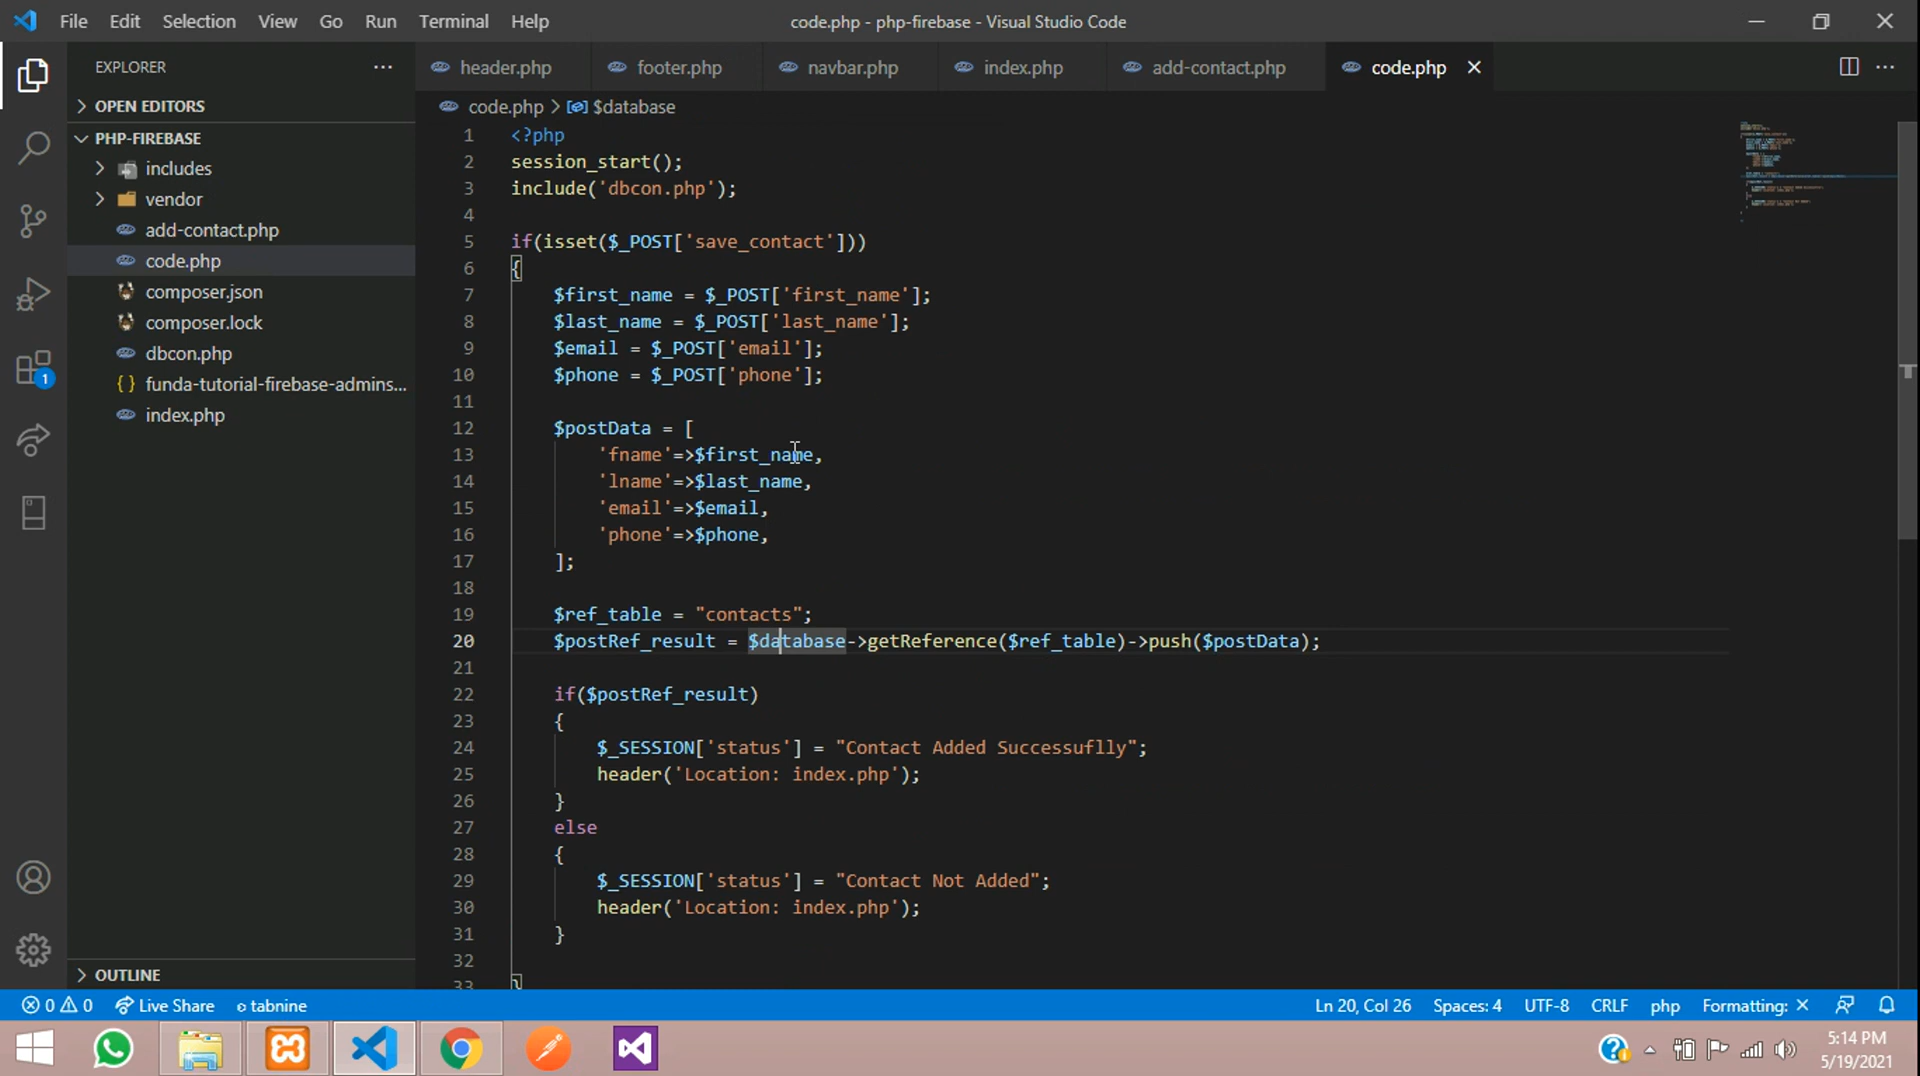 File Edit Selection View Go Run Terminal Help code.php - php-firebase - Visual Studio Code
EXPLORER
OPEN EDITORS
PHP-FIREBASE
includes
vendor
add-contact.php
code.php
composer.json
composer.lock
dbcon.php
{ } funda-tutorial-firebase-admins...
index.php
OUTLINE
1
header.php footer.php navbar.php index.php add-contact.php code.php
code.php > $database
1 <?php
2 session_start();
3 include('dbcon.php');
4
5 if(isset($_POST['save_contact']))
6 {
7 $first_name = $_POST['first_name'];
8 $last_name = $_POST['last_name'];
9 $email = $_POST['email'];
10 $phone = $_POST['phone'];
11
12 $postData = [
13 'fname'=>$first_name,
14 'lname'=>$last_name,
15 'email'=>$email,
16 'phone'=>$phone,
17 ];
18
19 $ref_table = "contacts";
20 $postRef_result = $database->getReference($ref_table)->push($postData);
21
22 if($postRef_result)
23 {
24 $_SESSION['status'] = "Contact Added Successuflly";
25 header('Location: index.php');
26 }
27 else
28 {
29 $_SESSION['status'] = "Contact Not Added";
30 header('Location: index.php');
31 }
32
33 }
0 0 Live Share tabnine Ln 20, Col 26 Spaces: 4 UTF-8 CRLF php Formatting: ×
5:14 PM
5/19/2021